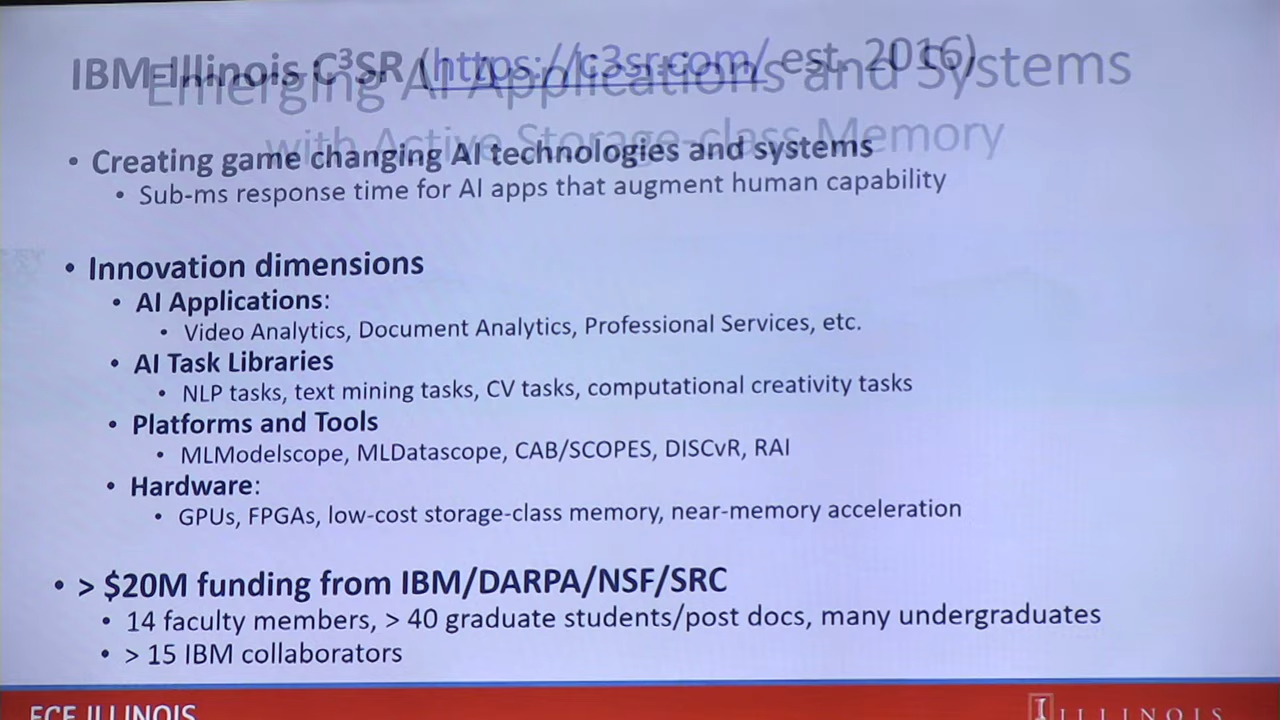 IBM-Illinois C³SR (https://c3sr.com/ est. 2016)
Emerging AI Applications and Systems
with Active Storage-class Memory
• Creating game changing AI technologies and systems
• Sub-ms response time for AI apps that augment human capability
• Innovation dimensions
• AI Applications:
• Video Analytics, Document Analytics, Professional Services, etc.
• AI Task Libraries
• NLP tasks, text mining tasks, CV tasks, computational creativity tasks
• Platforms and Tools
• MLModelscope, MLDatascope, CAB/SCOPES, DISCvR, RAI
• Hardware:
• GPUs, FPGAs, low-cost storage-class memory, near-memory acceleration
• > $20M funding from IBM/DARPA/NSF/SRC
• 14 faculty members, > 40 graduate students/post docs, many undergraduates
• > 15 IBM collaborators
ECE ILLINOIS
I ILLINOIS